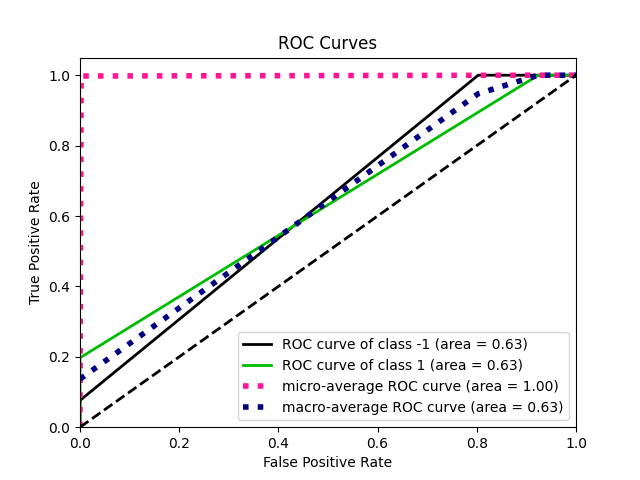 ROC Curves
True Positive Rate
1.0
0.8
0.6
0.4
0.2
0.0
ROC curve of class -1 (area = 0.63)
ROC curve of class 1 (area = 0.63)
micro-average ROC curve (area = 1.00)
macro-average ROC curve (area = 0.63)
0.0 0.2 0.4 0.6 0.8 1.0
False Positive Rate